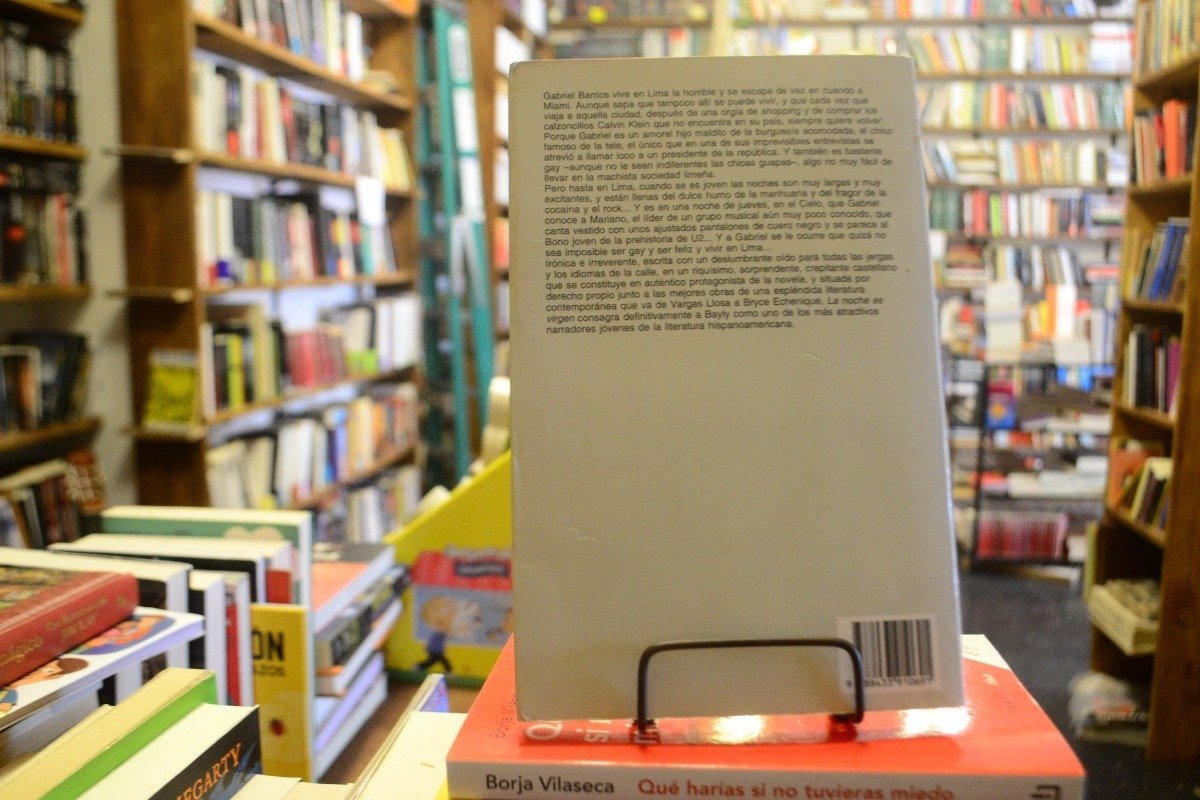 Gabriel Barrios vive en Lima la horrible y se escapa de vez en cuando a
Miami. Aunque sepa que tampoco allí se puede vivir, y que cada vez que
viaja a aquella ciudad, después de una orgía de shopping y de comprar los
calzoncillos Calvin Klein que no encuentra en su país, siempre quiere volver.
Porque Gabriel es un amoral hijo maldito de la burguesía acomodada, el chico
famoso de la tele, el único que en una de sus imprevisibles entrevistas se
atrevió a llamar loco a un presidente de la república. Y también es bastante
gay –aunque no le sean indiferentes las chicas guapas–, algo no muy fácil de
llevar en la machista sociedad limeña.
Pero hasta en Lima, cuando se es joven las noches son muy largas y muy
excitantes, y están llenas del dulce humo de la marihuana y del fragor de la
cocaína y el rock... Y es en una noche de jueves, en el Cielo, que Gabriel
conoce a Mariano, el líder de un grupo musical aún muy poco conocido, que
canta vestido con unos ajustados pantalones de cuero negro y se parece al
Bono joven de la prehistoria de U2... Y a Gabriel se le ocurre que quizá no
sea imposible ser gay y ser feliz y vivir en Lima...
Irónica e irreverente, escrita con un deslumbrante oído para todas las jergas
y los idiomas de la calle, en un riquísimo, sorprendente, crepitante castellano
que se constituye en auténtico protagonista de la novela, y situada por
derecho propio junto a las mejores obras de una espléndida literatura
contemporánea que va de Vargas Llosa a Bryce Echenique, La noche es
virgen consagra definitivamente a Bayly como uno de los más atractivos
narradores jóvenes de la literatura hispanoamericana.
Borja Vilaseca Qué harías si no tuvieras miedo
EGARTY